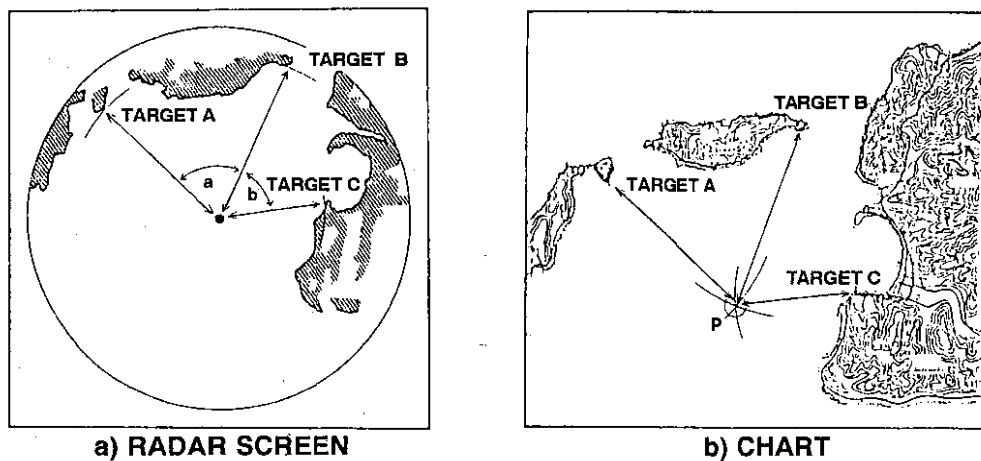 TARGET B
TARGET A
a
b
TARGET C
a) RADAR SCREEN
TARGET B
TARGET A
TARGET C
P
b) CHART